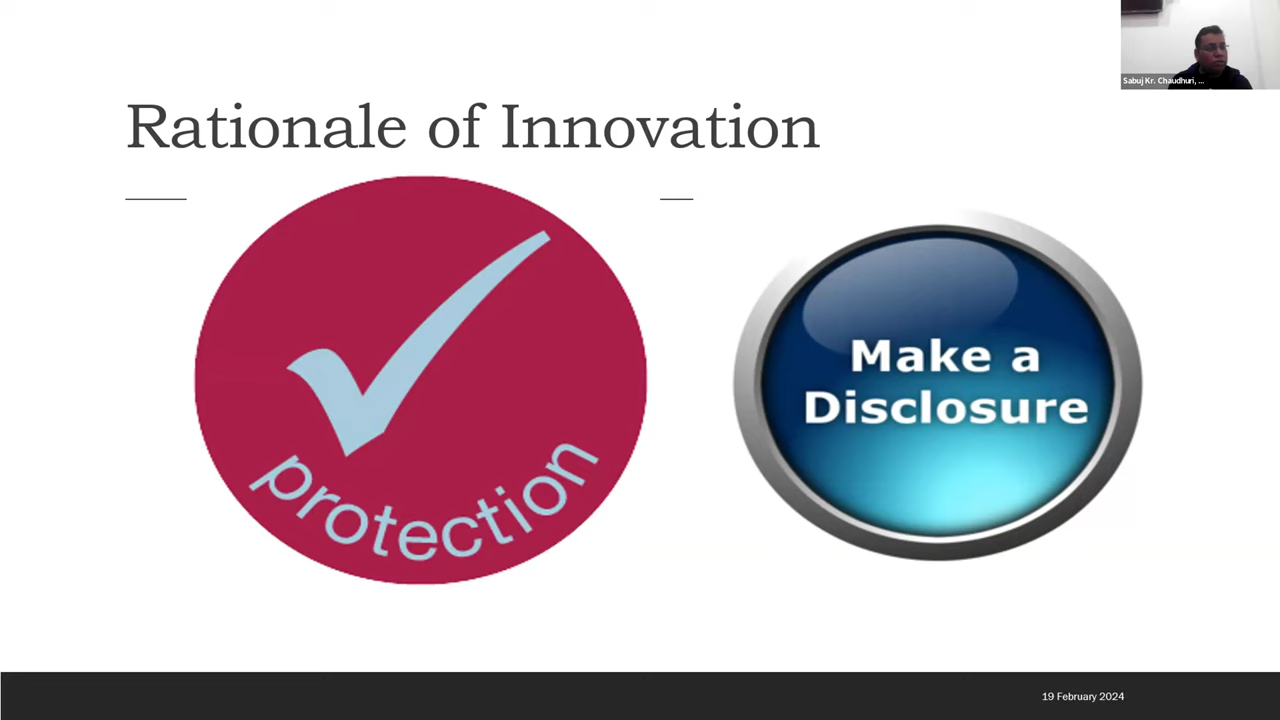 Sabuj Kr. Chaudhuri, ...
Rationale of Innovation
protection
Make a
Disclosure
19 February 2024